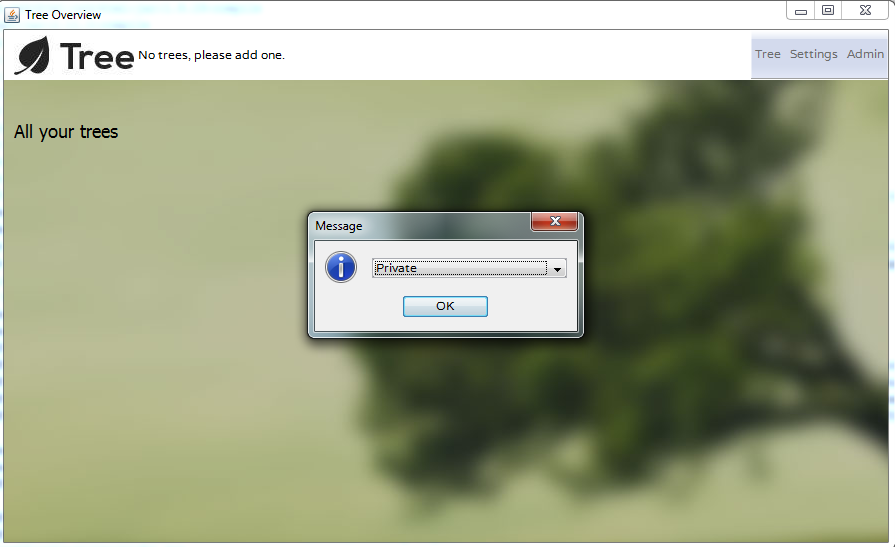 Tree Overview
Tree No trees, please add one.
Tree Settings Admin
All your trees
Message
Private
OK